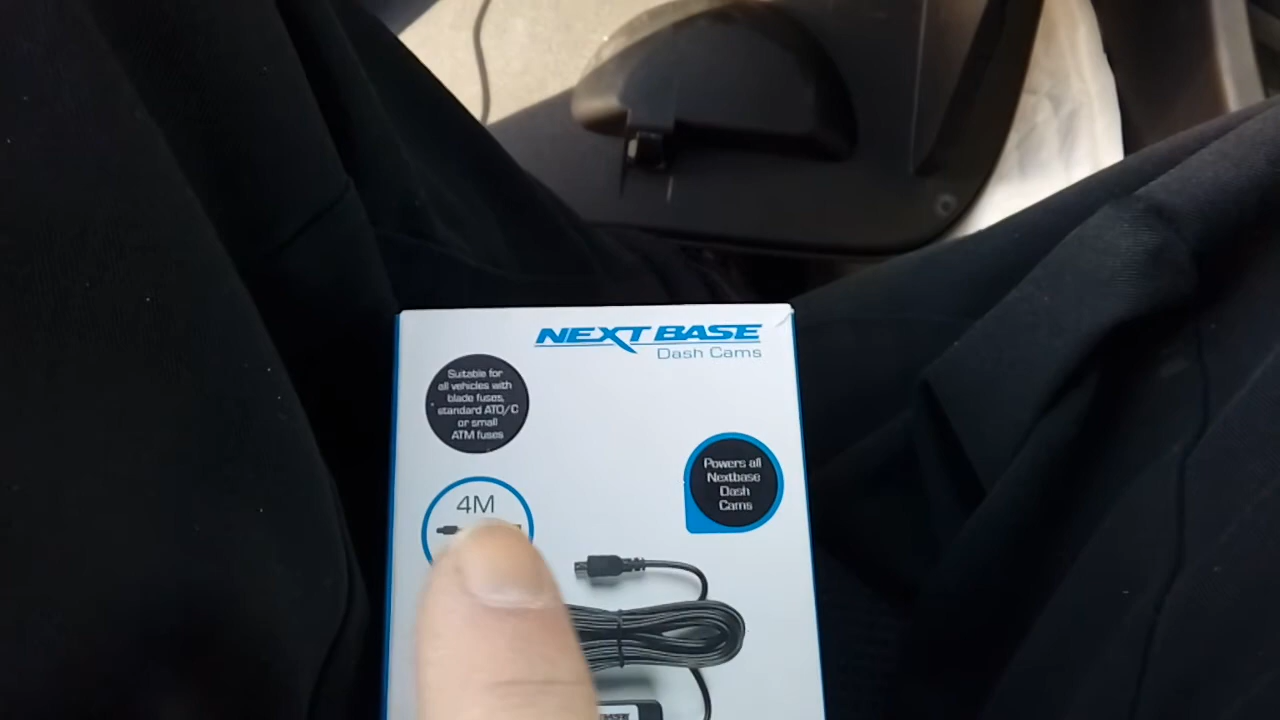 NEXTBASE
Dash Cams
Suitable for
all vehicles with
blade fuses,
standard ATO/C
or small
ATM fuses
Powers all
Nextbase
Dash
Cams
4M